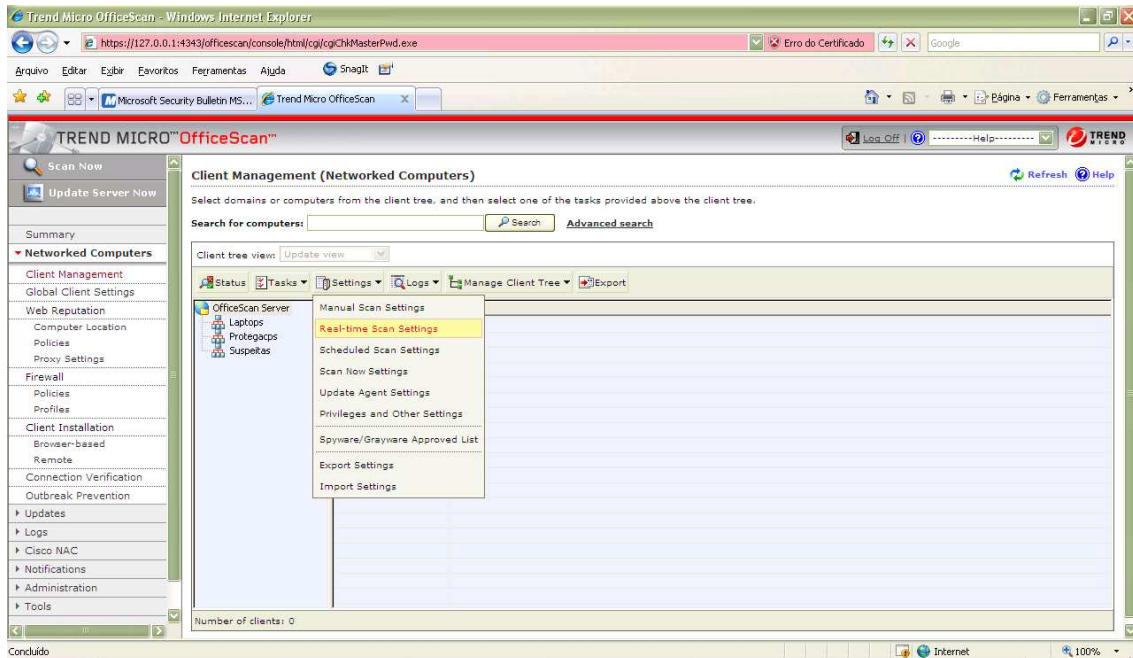 Trend Micro OfficeScan - Windows Internet Explorer
https://127.0.0.1:4343/officescan/console/html/cgi/cgiChkMasterPwd.exe
Erro do Certificado
Google
Arquivo Editar Exibir Favoritos Ferramentas Ajuda
SnagIt
Microsoft Security Bulletin MS...
Trend Micro OfficeScan
Página
Ferramentas
TREND MICRO™ OfficeScan™
Log Off
---------Help---------
TREND MICRO
Scan Now
Update Server Now
Summary
Networked Computers
Client Management
Global Client Settings
Web Reputation
Computer Location
Policies
Proxy Settings
Firewall
Policies
Profiles
Client Installation
Browser-based
Remote
Connection Verification
Outbreak Prevention
Updates
Logs
Cisco NAC
Notifications
Administration
Tools
Client Management (Networked Computers)
Refresh Help
Select domains or computers from the client tree, and then select one of the tasks provided above the client tree.
Search for computers:
Search
Advanced search
Client tree view: Update view
Status Tasks Settings Logs Manage Client Tree Export
OfficeScan Server
Laptops
Protegacps
Suspeitas
Manual Scan Settings
Real-time Scan Settings
Scheduled Scan Settings
Scan Now Settings
Update Agent Settings
Privileges and Other Settings
Spyware/Grayware Approved List
Export Settings
Import Settings
Number of clients: 0
Concluído
Internet
100%